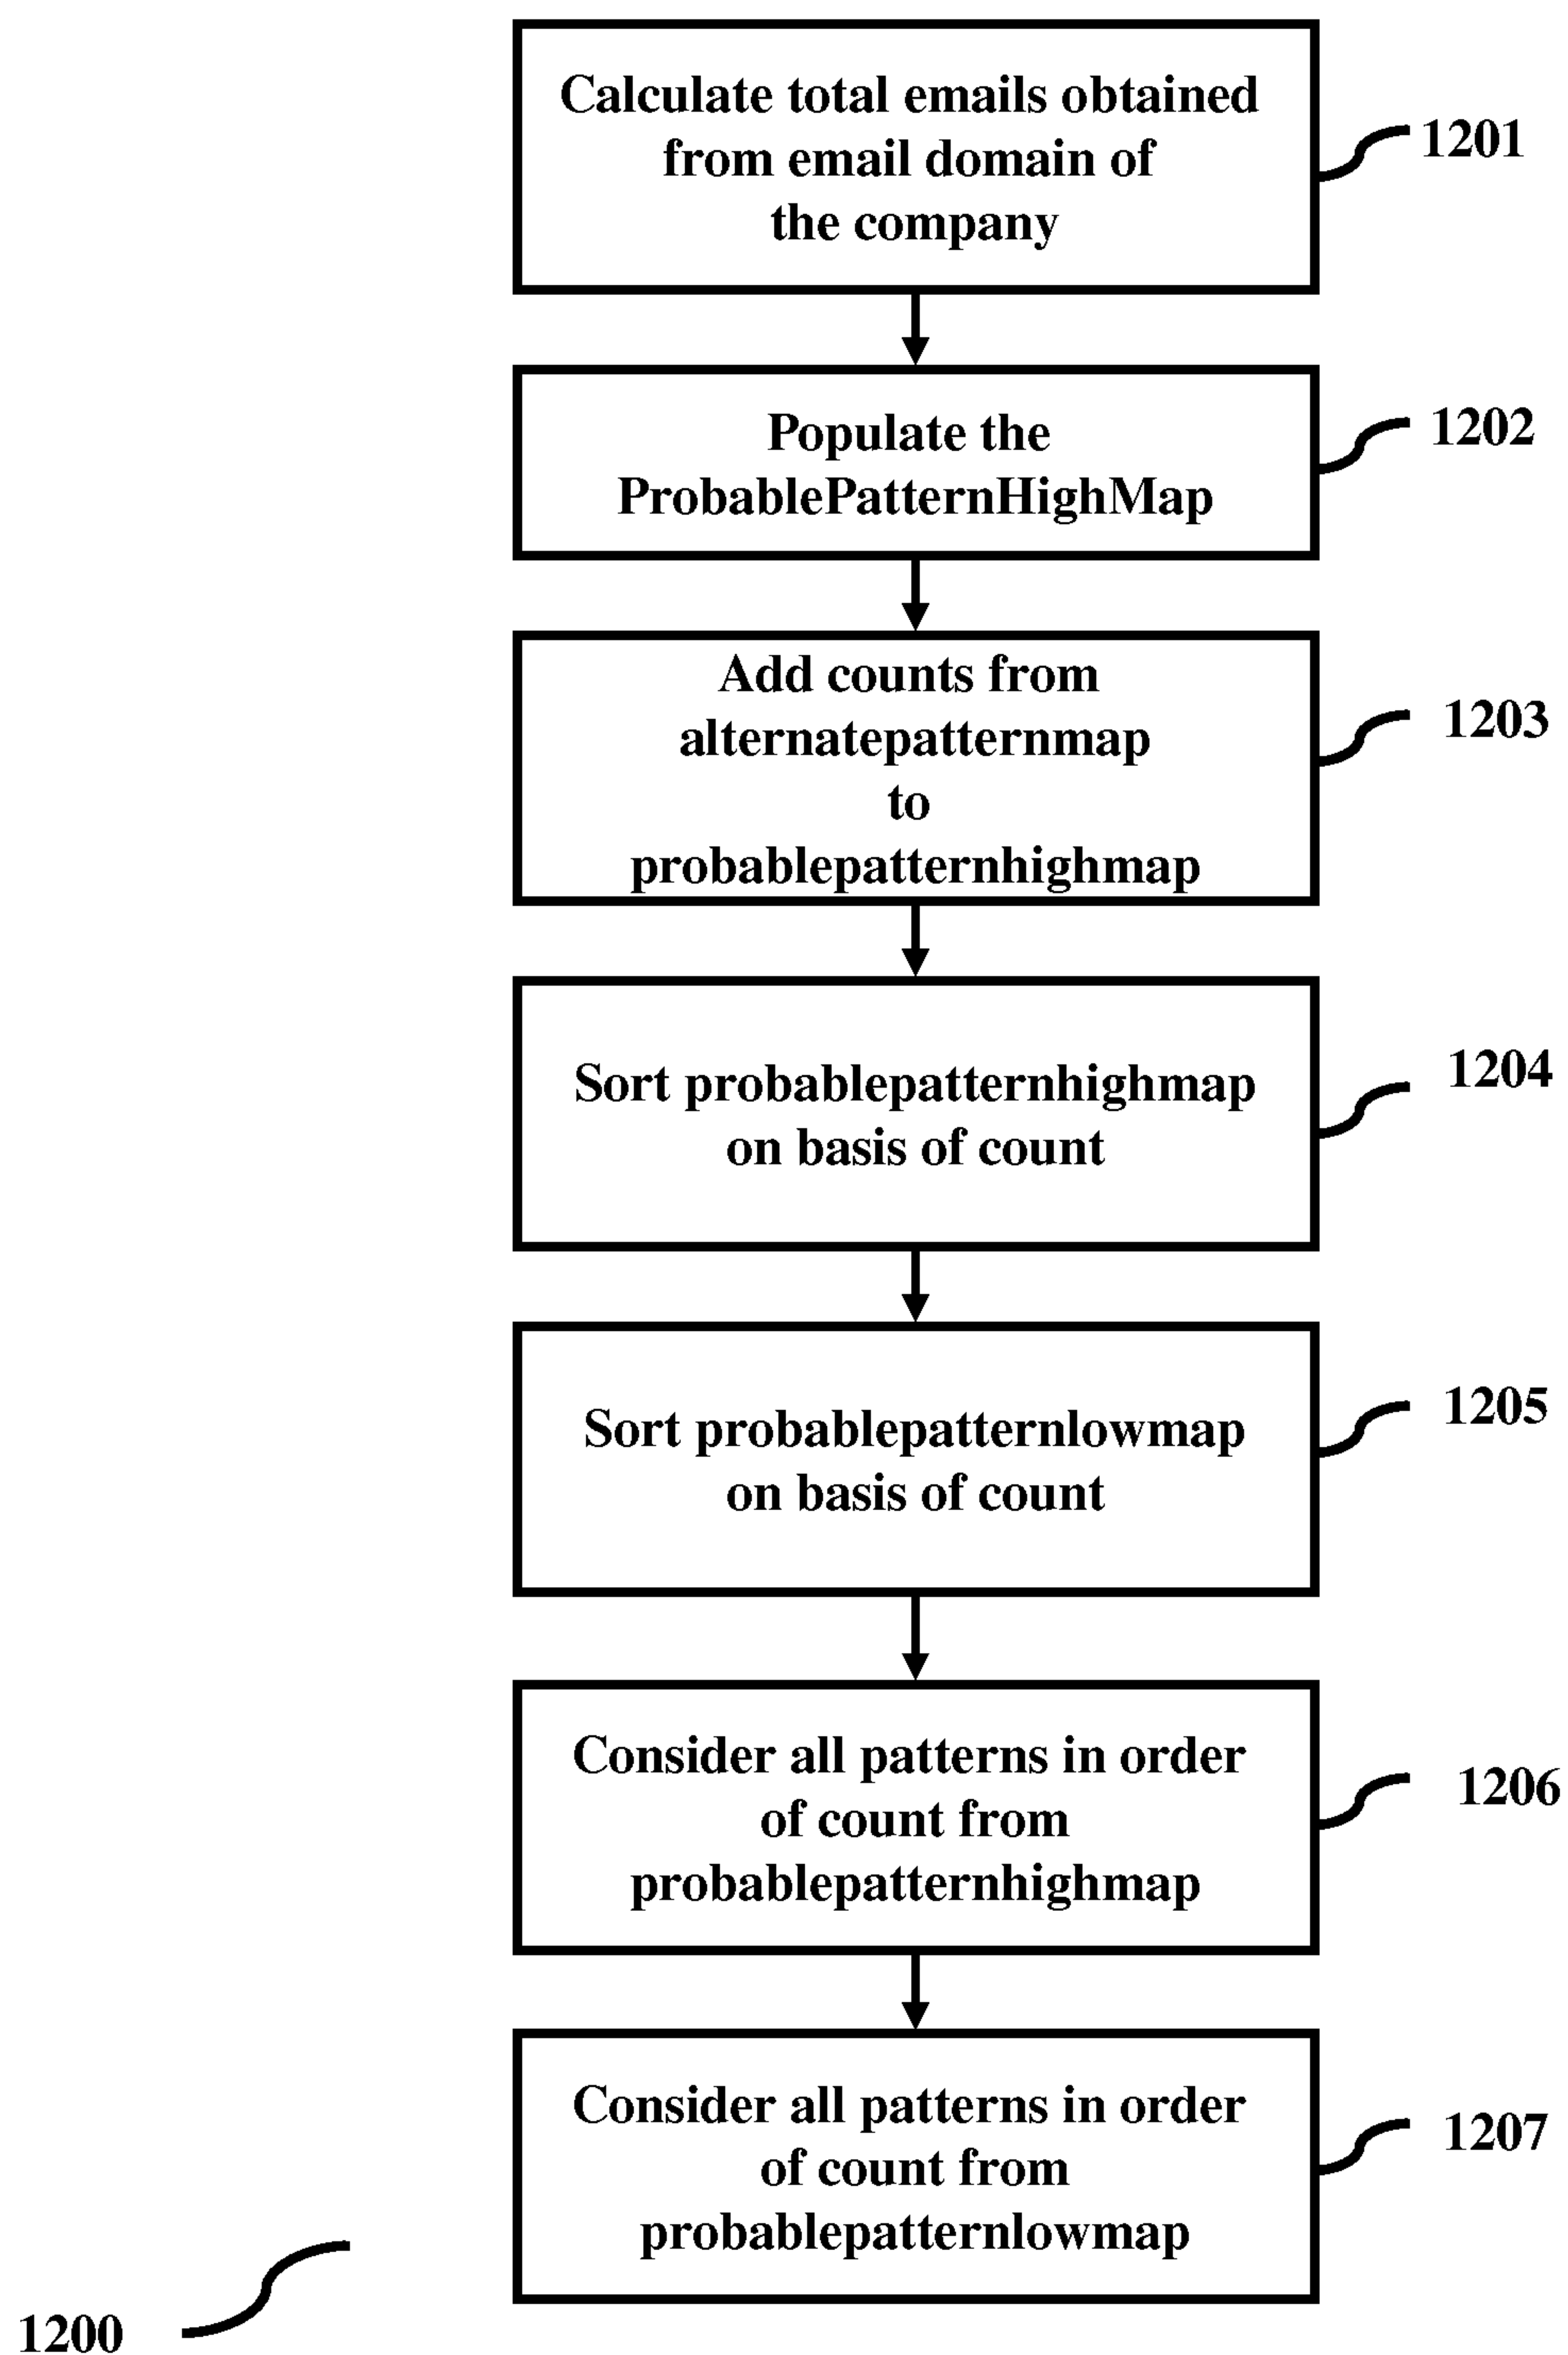 Calculate total emails obtained
from email domain of
the company
1201
Populate the
ProbablePatternHighMap
1202
Add counts from
alternatepatternmap
to
probablepatternhighmap
1203
Sort probablepatternhighmap
on basis of count
1204
Sort probablepatternlowmap
on basis of count
1205
Consider all patterns in order
of count from
probablepatternhighmap
1206
Consider all patterns in order
of count from
probablepatternlowmap
1207
1200